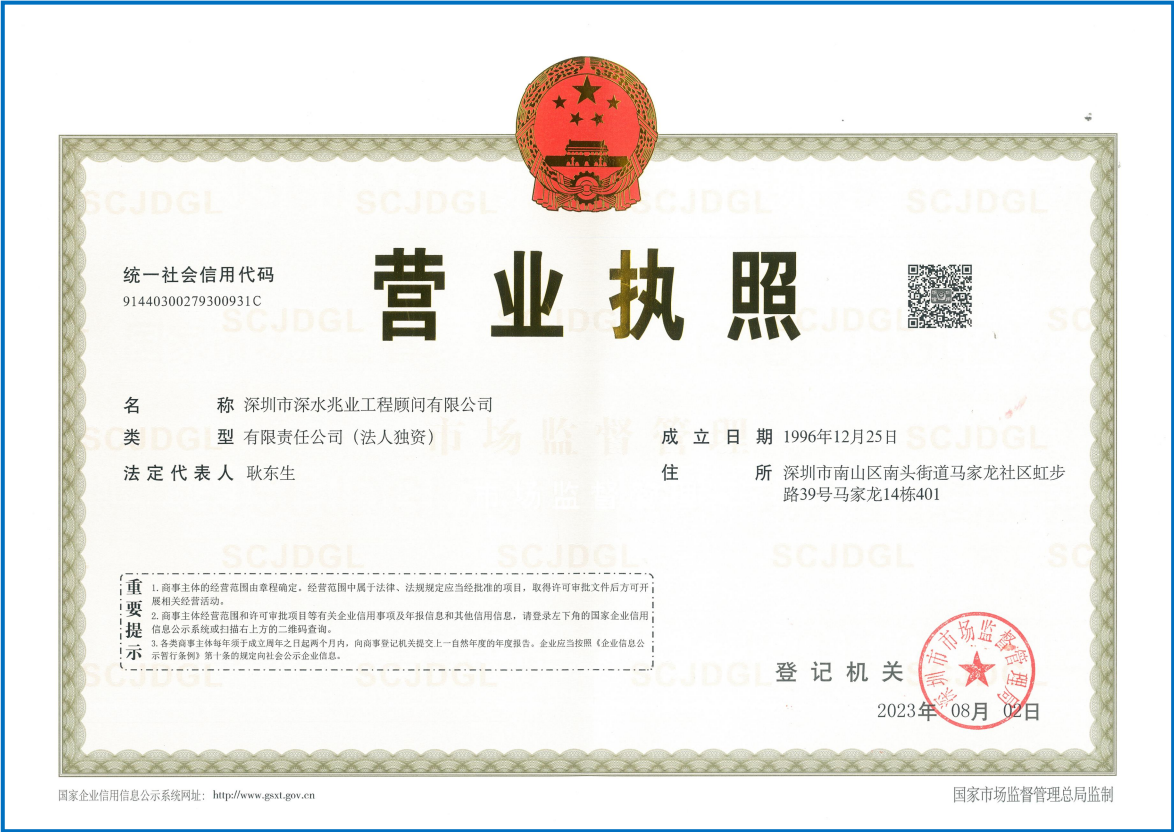 营业执照
统一社会信用代码
91440300279300931C
名称 深圳市深水兆业工程顾问有限公司
类型 有限责任公司（法人独资）
法定代表人 耿东生
成立日期 1996年12月25日
住所 深圳市南山区南头街道马家龙社区虹步
路39号马家龙14栋401
重要提示
1.商事主体的经营范围由章程确定。经营范围中属于法律、法规规定应当经批准的项目，取得许可审批文件后方可开
展相关经营活动。
2.商事主体经营范围和许可审批项目等有关企业信用事项及年报信息和其他信用信息，请登录左下角的国家企业信用
信息公示系统或扫描右上方的二维码查询。
3.各类商事主体每年须于成立周年之日起两个月内，向商事登记机关提交上一自然年度的年度报告。企业应当按照《企业信息公
示暂行条例》第十条的规定向社会公示企业信息。
登记机关
深圳市市场监督管理局
2023年 08月 02日
国家企业信用信息公示系统网址：http://www.gsxt.gov.cn
国家市场监督管理总局监制
SCJDGL
市场监督管理